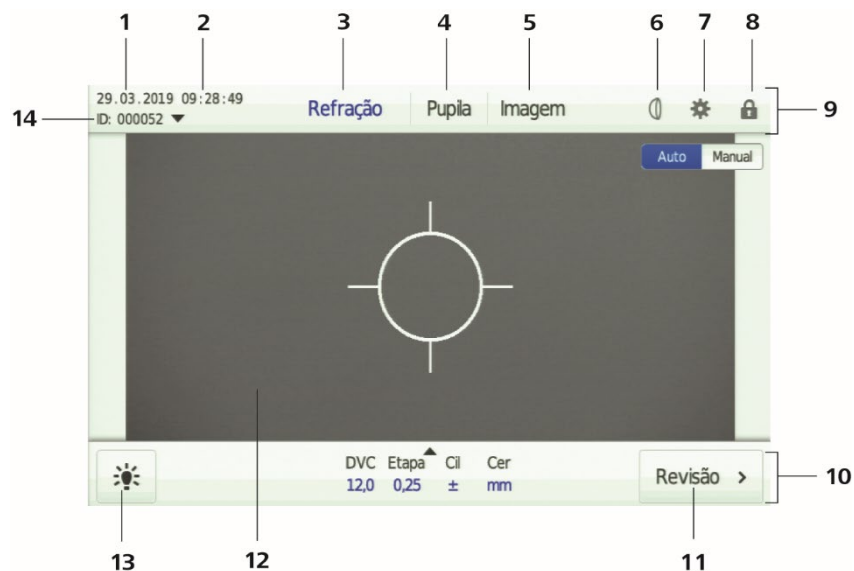 1 2 3 4 5 6 7 8
29.03.2019 09:28:49
Refração Pupila Imagem
9
14 ID: 000052
Auto Manual
DVC Etapa Cil Cer
12,0 0,25 ± mm
Revisão >
10
13 12 11